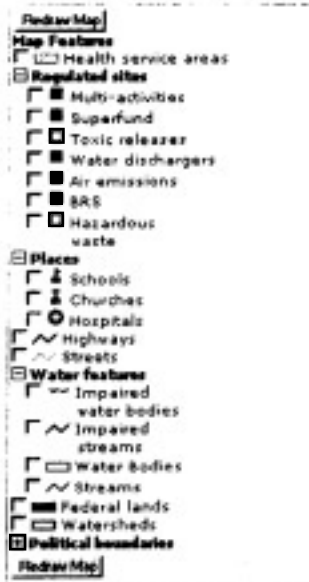 Redraw Map
Map Features
Health service areas
Regulated sites
Multi-activities
Superfund
Toxic releases
Water dischargers
Air emissions
BRS
Hazardous
waste
Places
Schools
Churches
Hospitals
Highways
Streets
Water features
Impaired
water bodies
Impaired
streams
Water Bodies
Streams
Federal lands
Watersheds
Political boundaries
Redraw Map